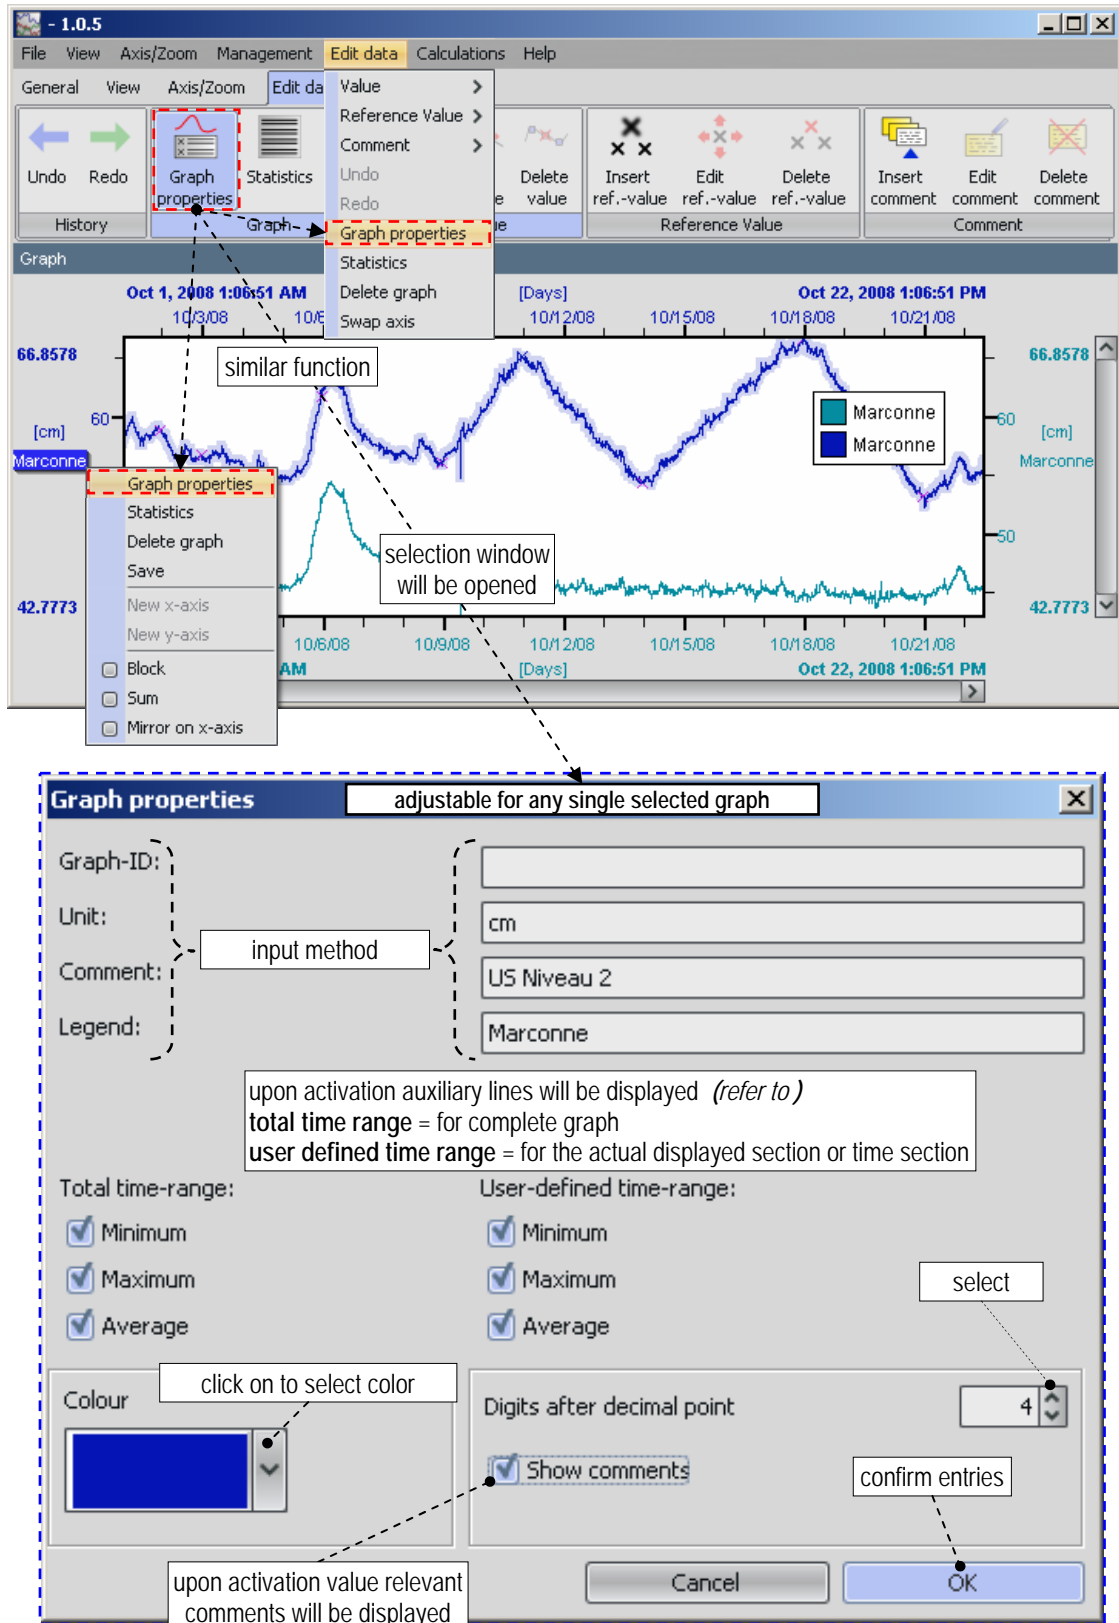 - 1.0.5
File View Axis/Zoom Management Edit data Calculations Help
General View Axis/Zoom Edit da
Value
Reference Value
Comment
Undo
Redo
Graph properties
Statistics
Delete graph
Swap axis
Undo Redo
Graph properties
Statistics
e
Delete value
Insert ref.-value
Edit ref.-value
Delete ref.-value
Insert comment
Edit comment
Delete comment
History Graph ue Reference Value Comment
Graph
Oct 1, 2008 1:06:51 AM [Days] Oct 22, 2008 1:06:51 PM
10/3/08 10/6 10/12/08 10/15/08 10/18/08 10/21/08
66.8578 66.8578
similar function
Marconne
Marconne
60 60
[cm] [cm]
Marconne Marconne
Graph properties
Statistics
Delete graph
Save
New x-axis
New y-axis
Block
Sum
Mirror on x-axis
50
selection window
will be opened
42.7773 42.7773
10/6/08 10/9/08 10/12/08 10/15/08 10/18/08 10/21/08
AM [Days] Oct 22, 2008 1:06:51 PM
Graph properties adjustable for any single selected graph
Graph-ID:
Unit: cm
input method
Comment: US Niveau 2
Legend: Marconne
upon activation auxiliary lines will be displayed (refer to )
total time range = for complete graph
user defined time range = for the actual displayed section or time section
Total time-range: User-defined time-range:
Minimum Minimum
Maximum Maximum
select
Average Average
click on to select color
Colour
Digits after decimal point 4
Show comments
confirm entries
upon activation value relevant
comments will be displayed
Cancel OK